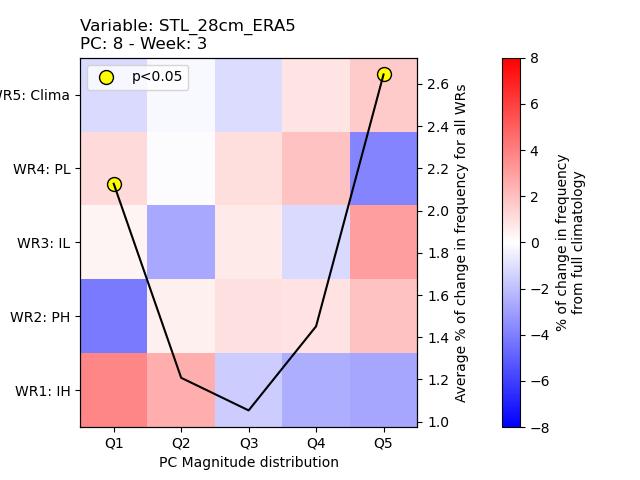 Variable: STL_28cm_ERA5
PC: 8 - Week: 3
p<0.05
WR5: Clima
WR4: PL
WR3: IL
WR2: PH
WR1: IH
Q1 Q2 Q3 Q4 Q5
PC Magnitude distribution
2.6
2.4
2.2
2.0
1.8
1.6
1.4
1.2
1.0
Average % of change in frequency for all WRs
8
6
4
2
0
−2
−4
−6
−8
% of change in frequency
from full climatology